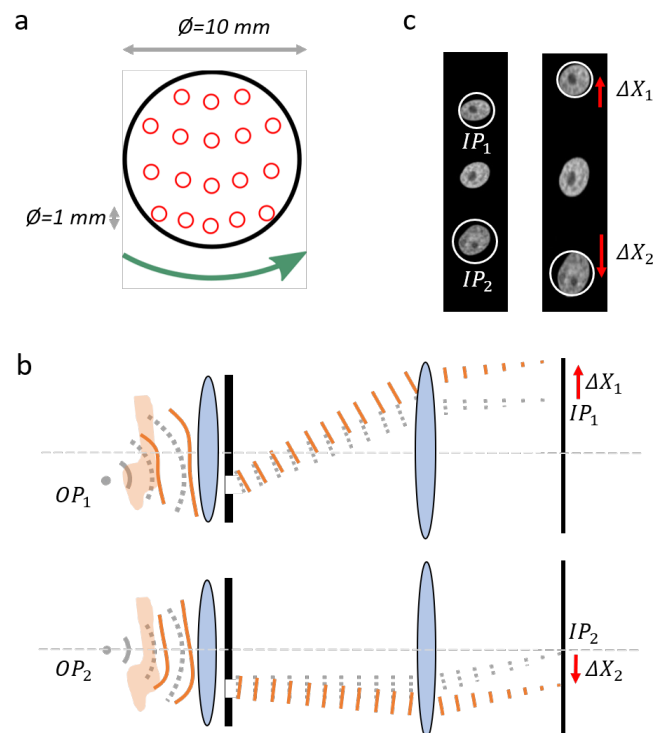 a
Ø=10 mm
Ø=1 mm
c
IP₁
IP₂
ΔX₁
ΔX₂
b
OP₁
ΔX₁
IP₁
OP₂
IP₂
ΔX₂